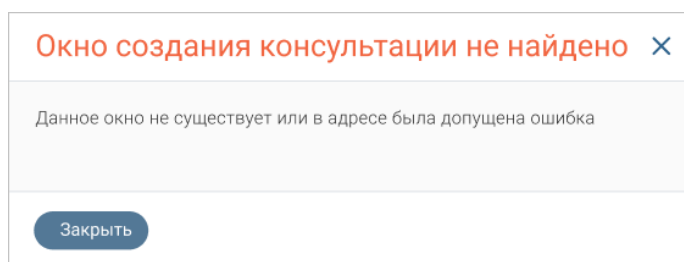 Окно создания консультации не найдено
Данное окно не существует или в адресе была допущена ошибка
Закрыть